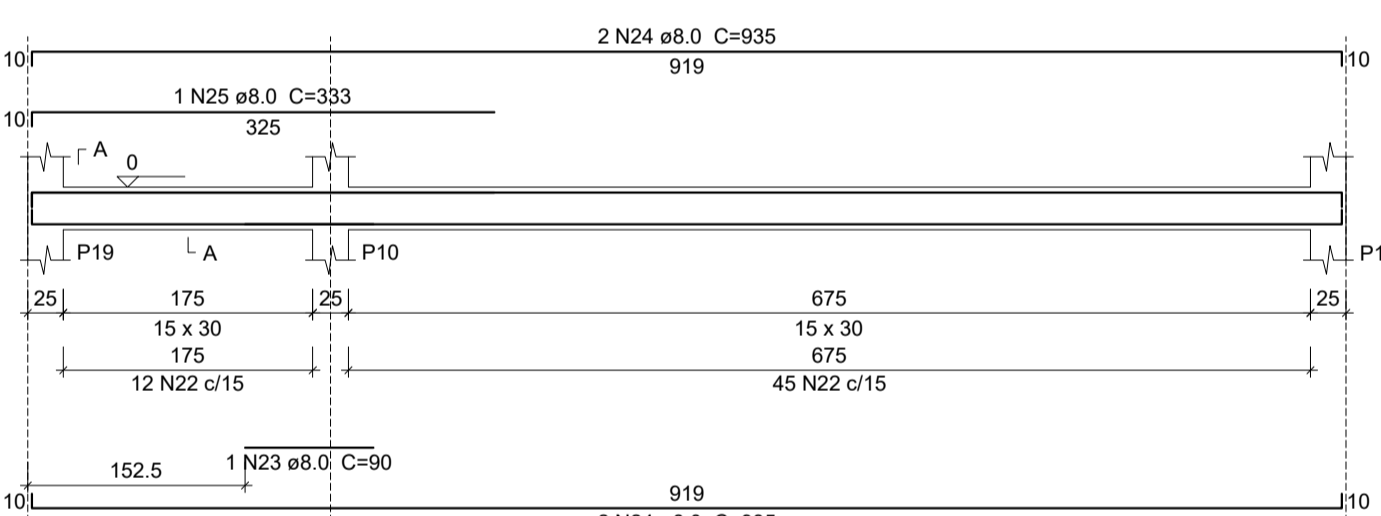 2 N24 ø8.0 C=935
10 919 10
1 N25 ø8.0 C=333
10 325
A 0
P19 A P10 P1
25 175 25 675 25
15 x 30 15 x 30
175 675
12 N22 c/15 45 N22 c/15
152.5 1 N23 ø8.0 C=90
10 919 10